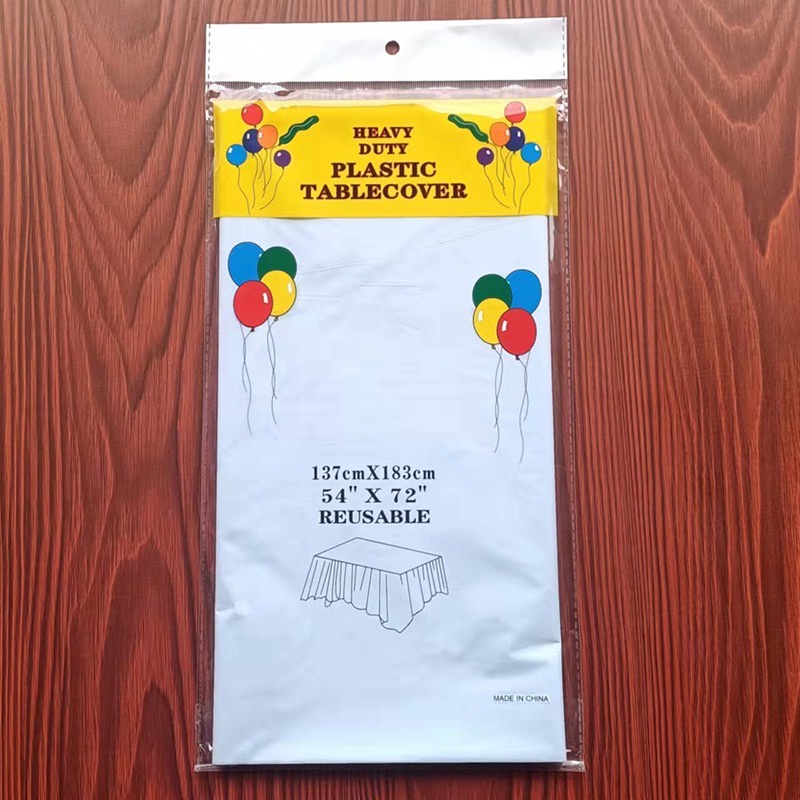 HEAVY
DUTY
PLASTIC
TABLECOVER
137cmX183cm
54" X 72"
REUSABLE
MADE IN CHINA